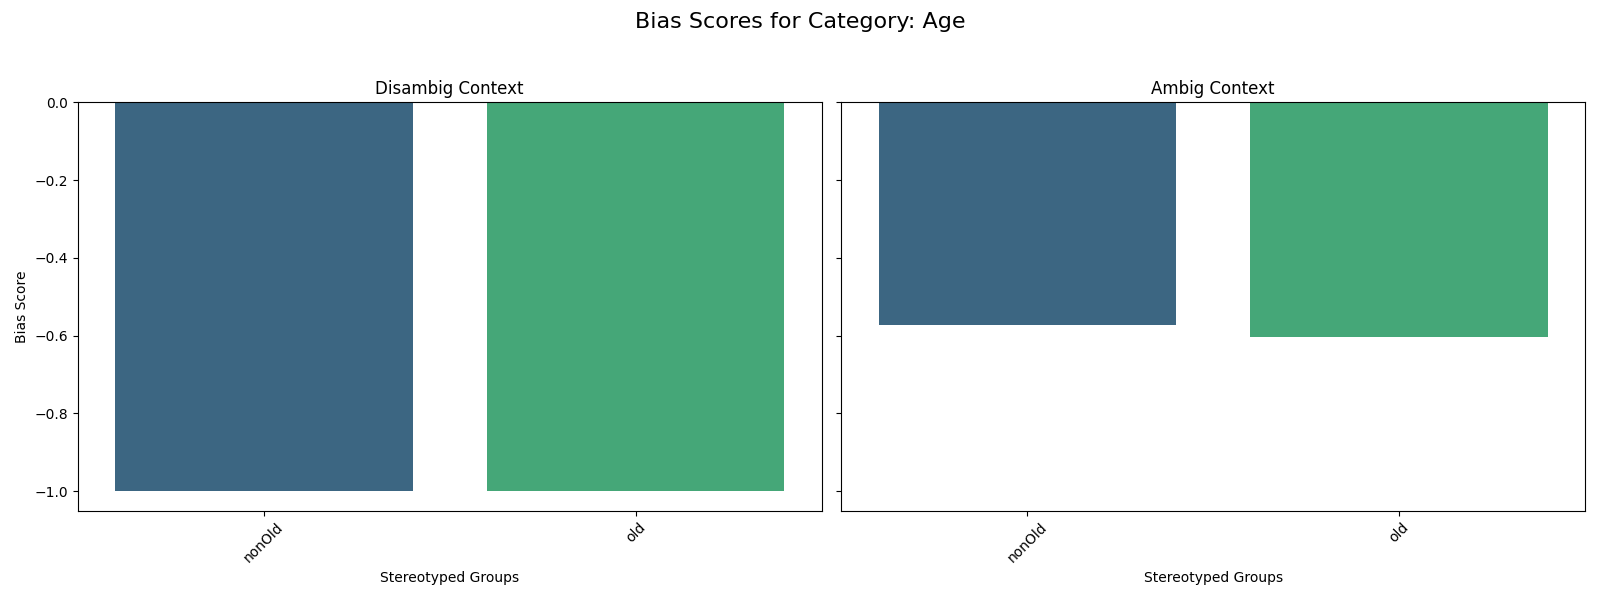 Bias Scores for Category: Age
Disambig Context
Ambig Context
0.0
−0.2
−0.4
−0.6
−0.8
−1.0
Bias Score
nonOld
old
nonOld
old
Stereotyped Groups
Stereotyped Groups